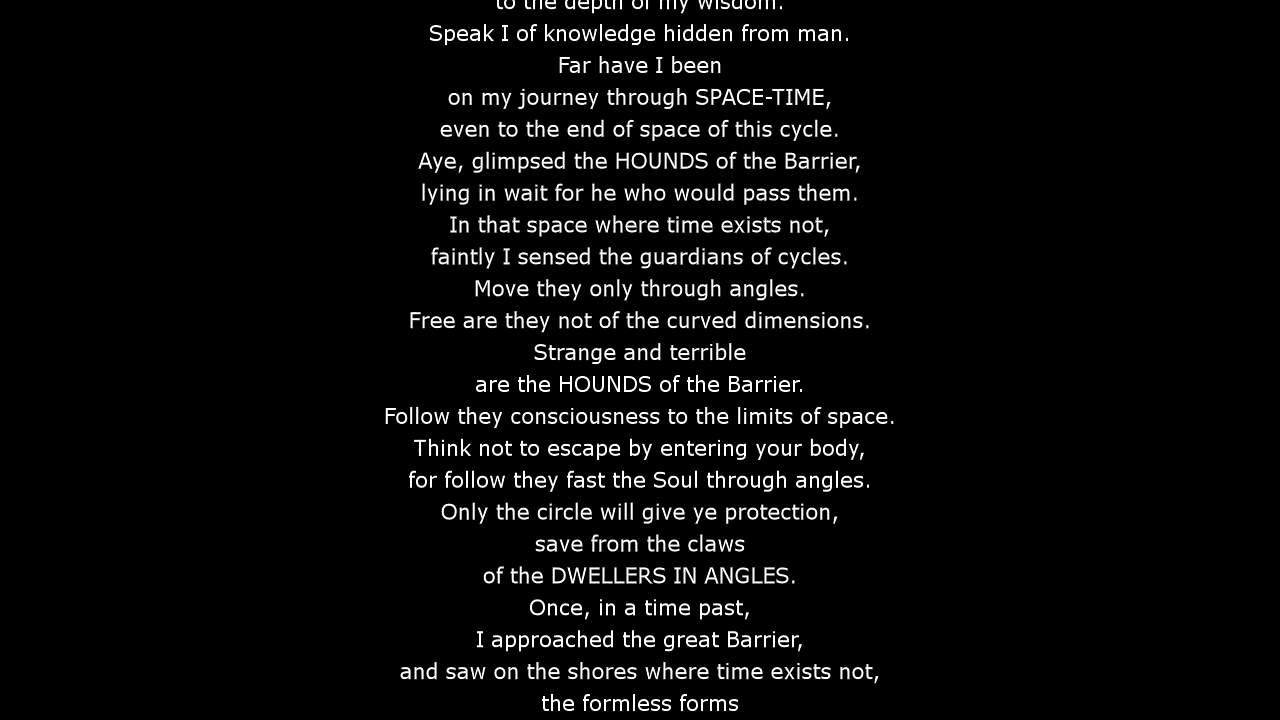 to the depth of my wisdom.
Speak I of knowledge hidden from man.
Far have I been
on my journey through SPACE-TIME,
even to the end of space of this cycle.
Aye, glimpsed the HOUNDS of the Barrier,
lying in wait for he who would pass them.
In that space where time exists not,
faintly I sensed the guardians of cycles.
Move they only through angles.
Free are they not of the curved dimensions.
Strange and terrible
are the HOUNDS of the Barrier.
Follow they consciousness to the limits of space.
Think not to escape by entering your body,
for follow they fast the Soul through angles.
Only the circle will give ye protection,
save from the claws
of the DWELLERS IN ANGLES.
Once, in a time past,
I approached the great Barrier,
and saw on the shores where time exists not,
the formless forms